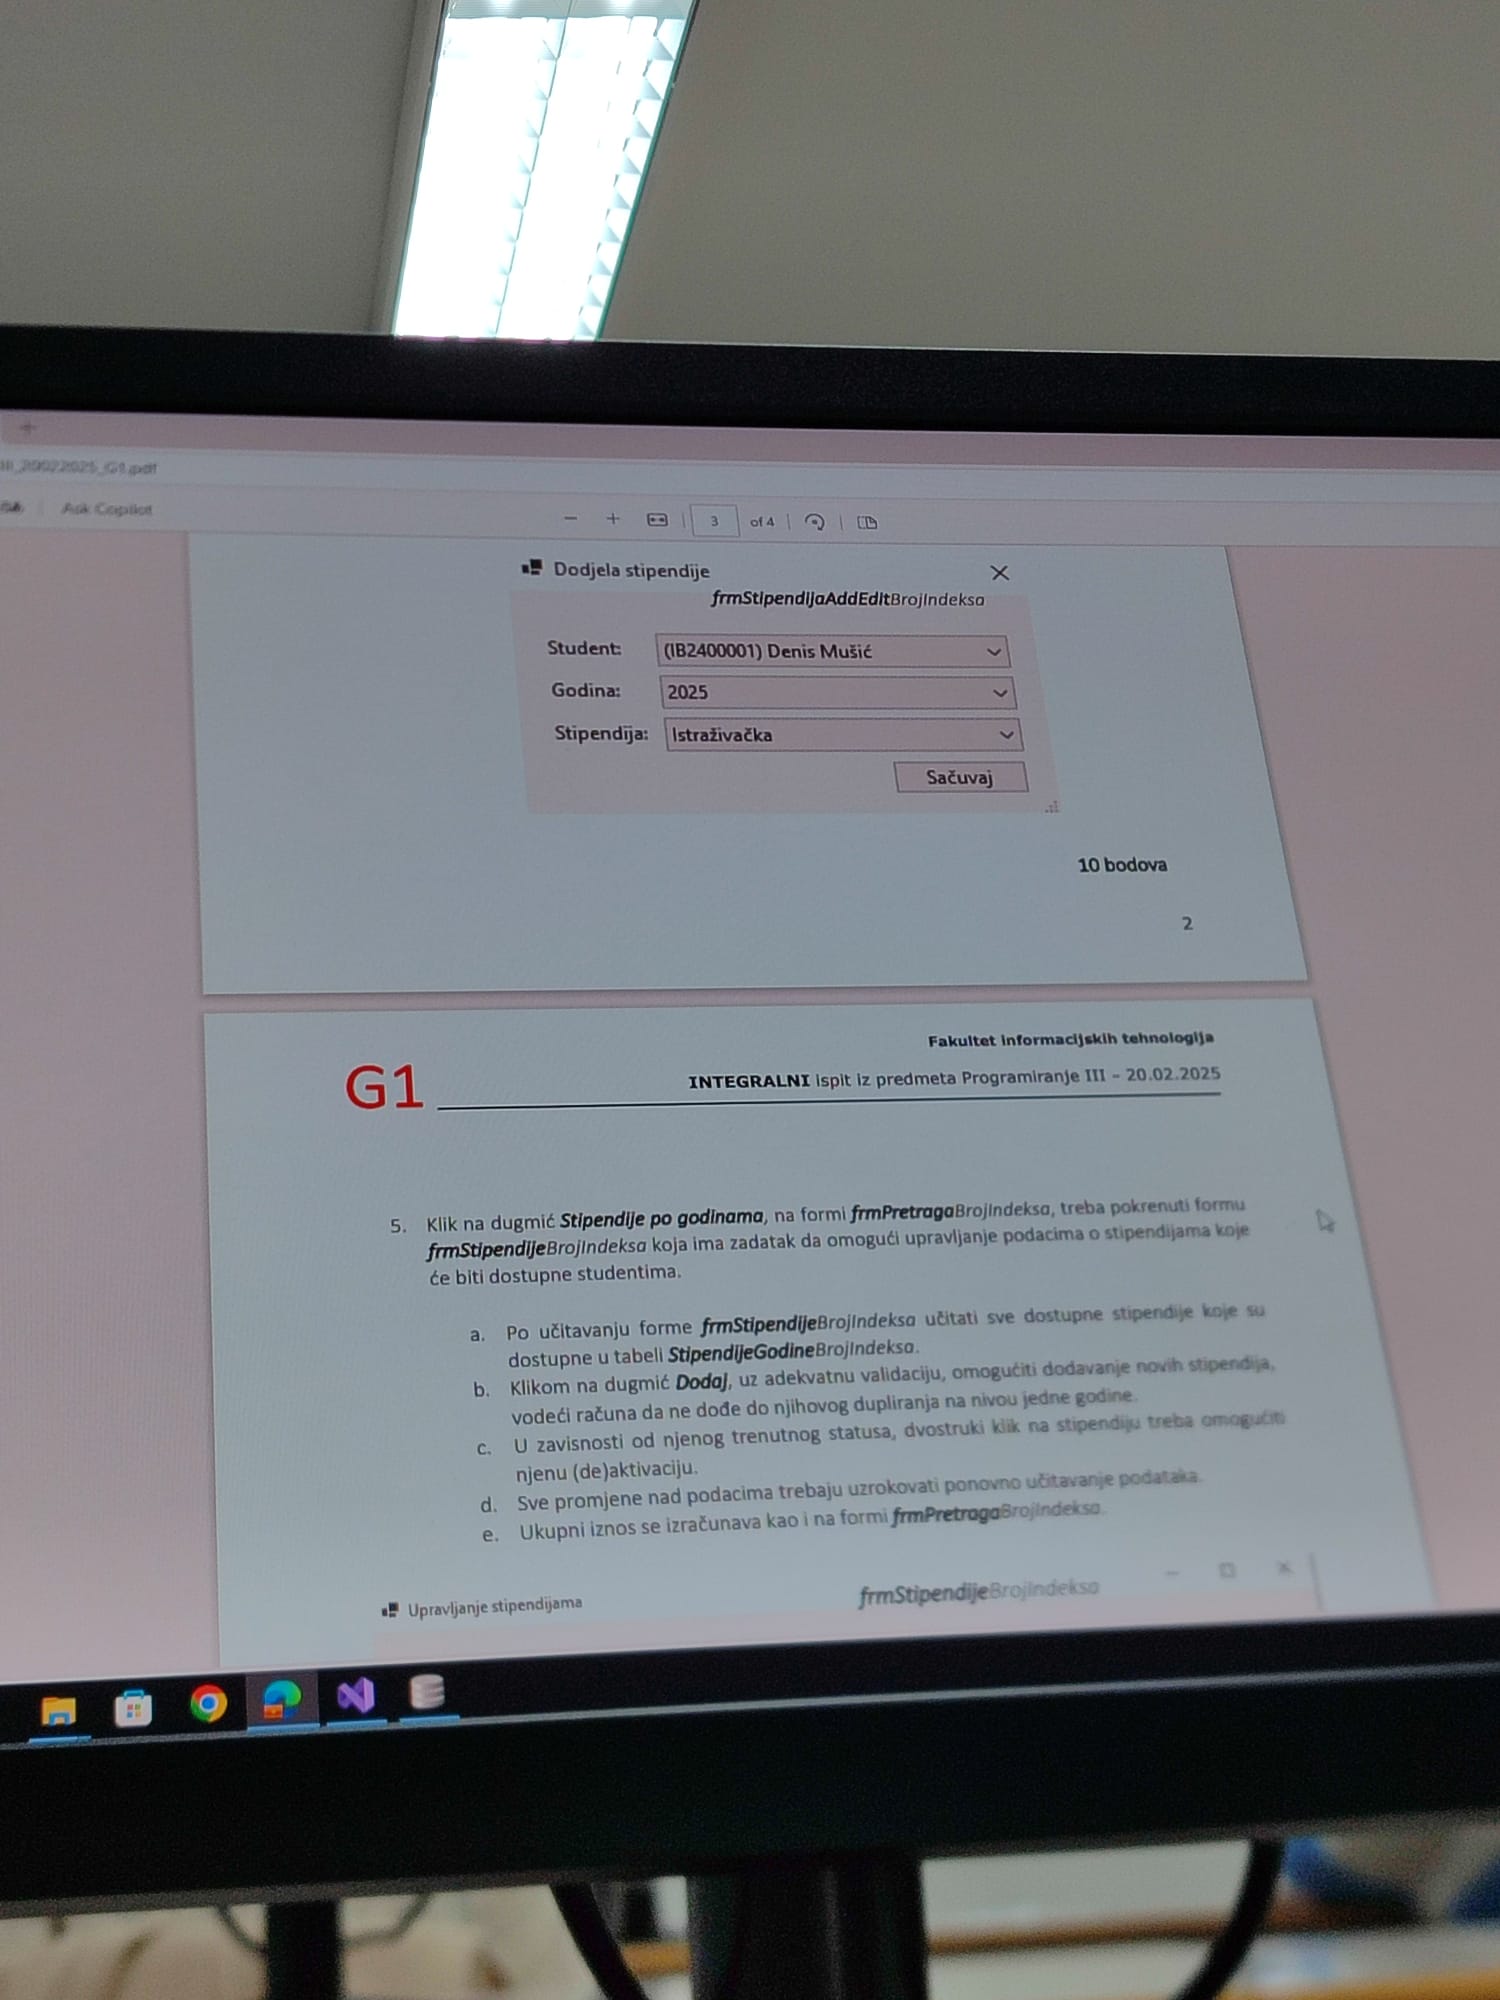 Ask Copilot
3 of 4
Dodjela stipendije
frmStipendijaAddEditBrojIndeksa
Student: (IB2400001) Denis Mušić
Godina: 2025
Stipendija: Istraživačka
Sačuvaj
10 bodova
2
Fakultet informacijskih tehnologija
G1 INTEGRALNI ispit iz predmeta Programiranje III – 20.02.2025
5. Klik na dugmić Stipendije po godinama, na formi frmPretragaBrojIndeksa, treba pokrenuti formu
frmStipendijeBrojIndeksa koja ima zadatak da omogući upravljanje podacima o stipendijama koje
će biti dostupne studentima.
a. Po učitavanju forme frmStipendijeBrojIndeksa učitati sve dostupne stipendije koje su
dostupne u tabeli StipendijeGodineBrojIndeksa.
b. Klikom na dugmić Dodaj, uz adekvatnu validaciju, omogućiti dodavanje novih stipendija,
vodeći računa da ne dođe do njihovog dupliranja na nivou jedne godine.
c. U zavisnosti od njenog trenutnog statusa, dvostruki klik na stipendiju treba omogućiti
njenu (de)aktivaciju.
d. Sve promjene nad podacima trebaju uzrokovati ponovno učitavanje podataka.
e. Ukupni iznos se izračunava kao i na formi frmPretragaBrojIndeksa.
Upravljanje stipendijama
frmStipendijeBrojIndeksa